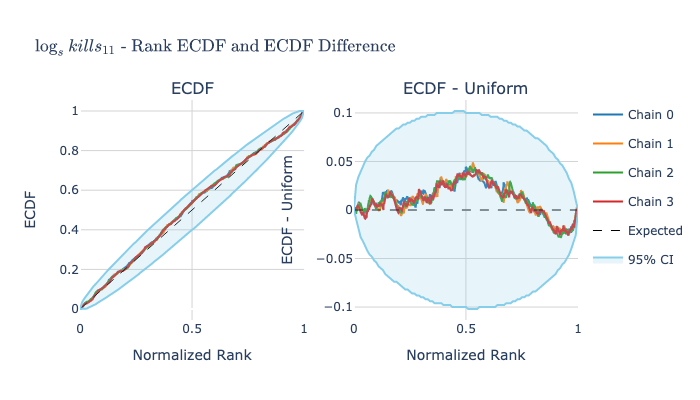 log_s kills_11 - Rank ECDF and ECDF Difference
ECDF
ECDF - Uniform
1
0.8
0.6
0.4
0.2
0
ECDF
0
0.5
1
Normalized Rank
0.1
0.05
0
−0.05
−0.1
ECDF - Uniform
0
0.5
1
Normalized Rank
Chain 0
Chain 1
Chain 2
Chain 3
Expected
95% CI